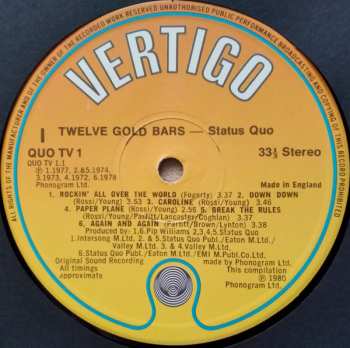 ALL RIGHTS OF THE MANUFACTURER AND OF THE OWNER OF THE RECORDED WORK RESERVED UNAUTHORISED PUBLIC PERFORMANCE BROADCASTING AND COPYING OF THIS RECORD PROHIBITED
VERTIGO
I TWELVE GOLD BARS — Status Quo
QUO TV 1 33⅓ Stereo
QUO TV 1.1
℗ 1.1977, 2.&5.1974,
3.1973, 4.1972, 6.1978
Phonogram Ltd. Made in England
1. ROCKIN' ALL OVER THE WORLD (Fogarty) 3.37 2. DOWN DOWN
(Rossi/Young) 3.53 3. CAROLINE (Rossi/Young) 3.46
4. PAPER PLANE (Rossi/Young) 2.56 5. BREAK THE RULES
(Rossi/Young/Parfitt/Lancaster/Coghlan) 3.37
6. AGAIN AND AGAIN (Parfitt/Brown/Lynton) 3.25
Produced by: 1,6.Pip Williams 2,3,4,5.Status Quo
1.Intersong M.Ltd. 2. & 5.Status Quo Publ./Eaton M.Ltd./
Valley M.Ltd. 3. & 4.Valley M.Ltd.
6.Status Quo Publ./Eaton M.Ltd./EMI M.Publ.Co.Ltd.
Original Sound Recording made by Phonogram Ltd.
All timings This compilation
approximate ℗ 1980
Phonogram Ltd.